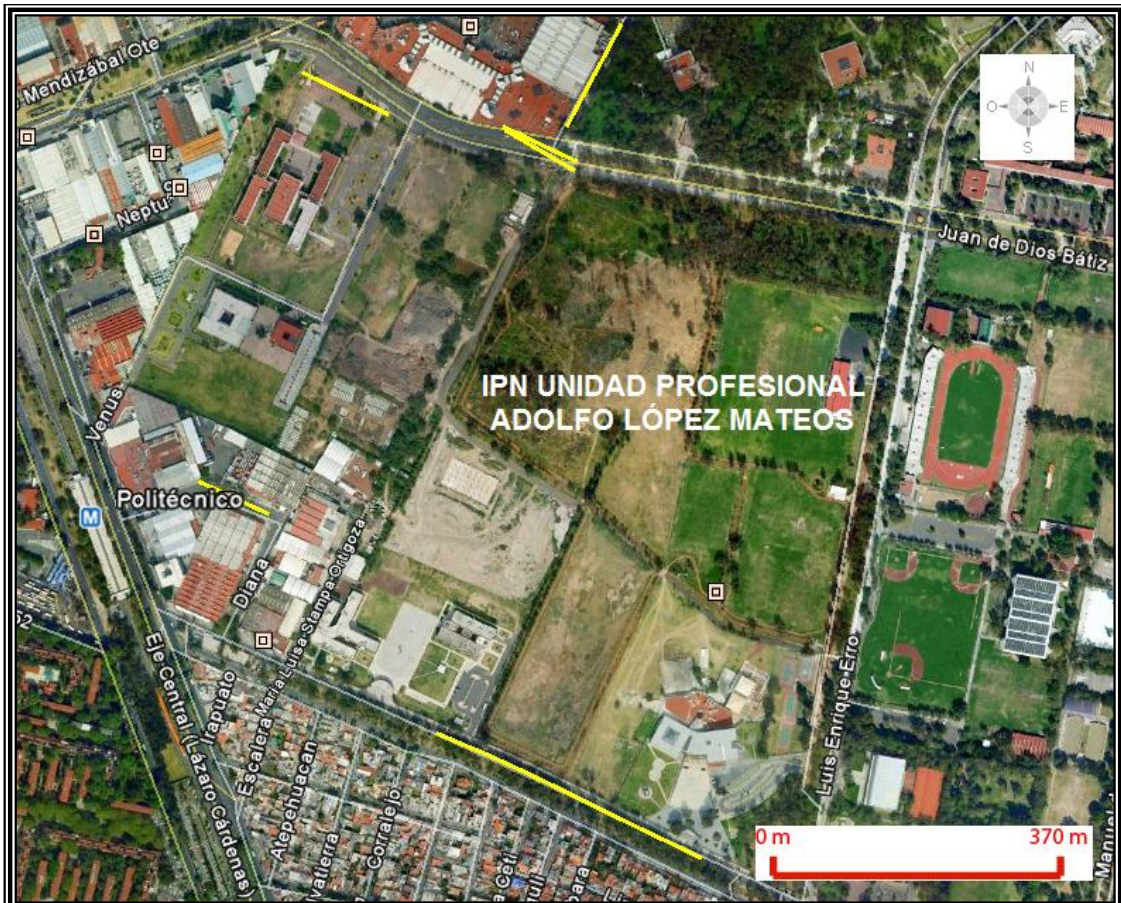 Mendizábal Ote
N
O
E
S
Neptu
Juan de Dios Bátiz
IPN UNIDAD PROFESIONAL
ADOLFO LÓPEZ MATEOS
Venus
Politécnico
M
Diana
Maria Luisa Stampa Ortigoza
Eje Central (Lázaro Cárdenas)
Irapuato
Escalera
Atepehuacan
Corralejo
Luis Enrique Erro
0 m
370 m